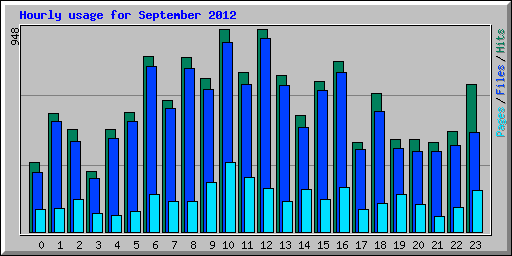 Hourly usage for September 2012
948
Pages / Files / Hits
0 1 2 3 4 5 6 7 8 9 10 11 12 13 14 15 16 17 18 19 20 21 22 23